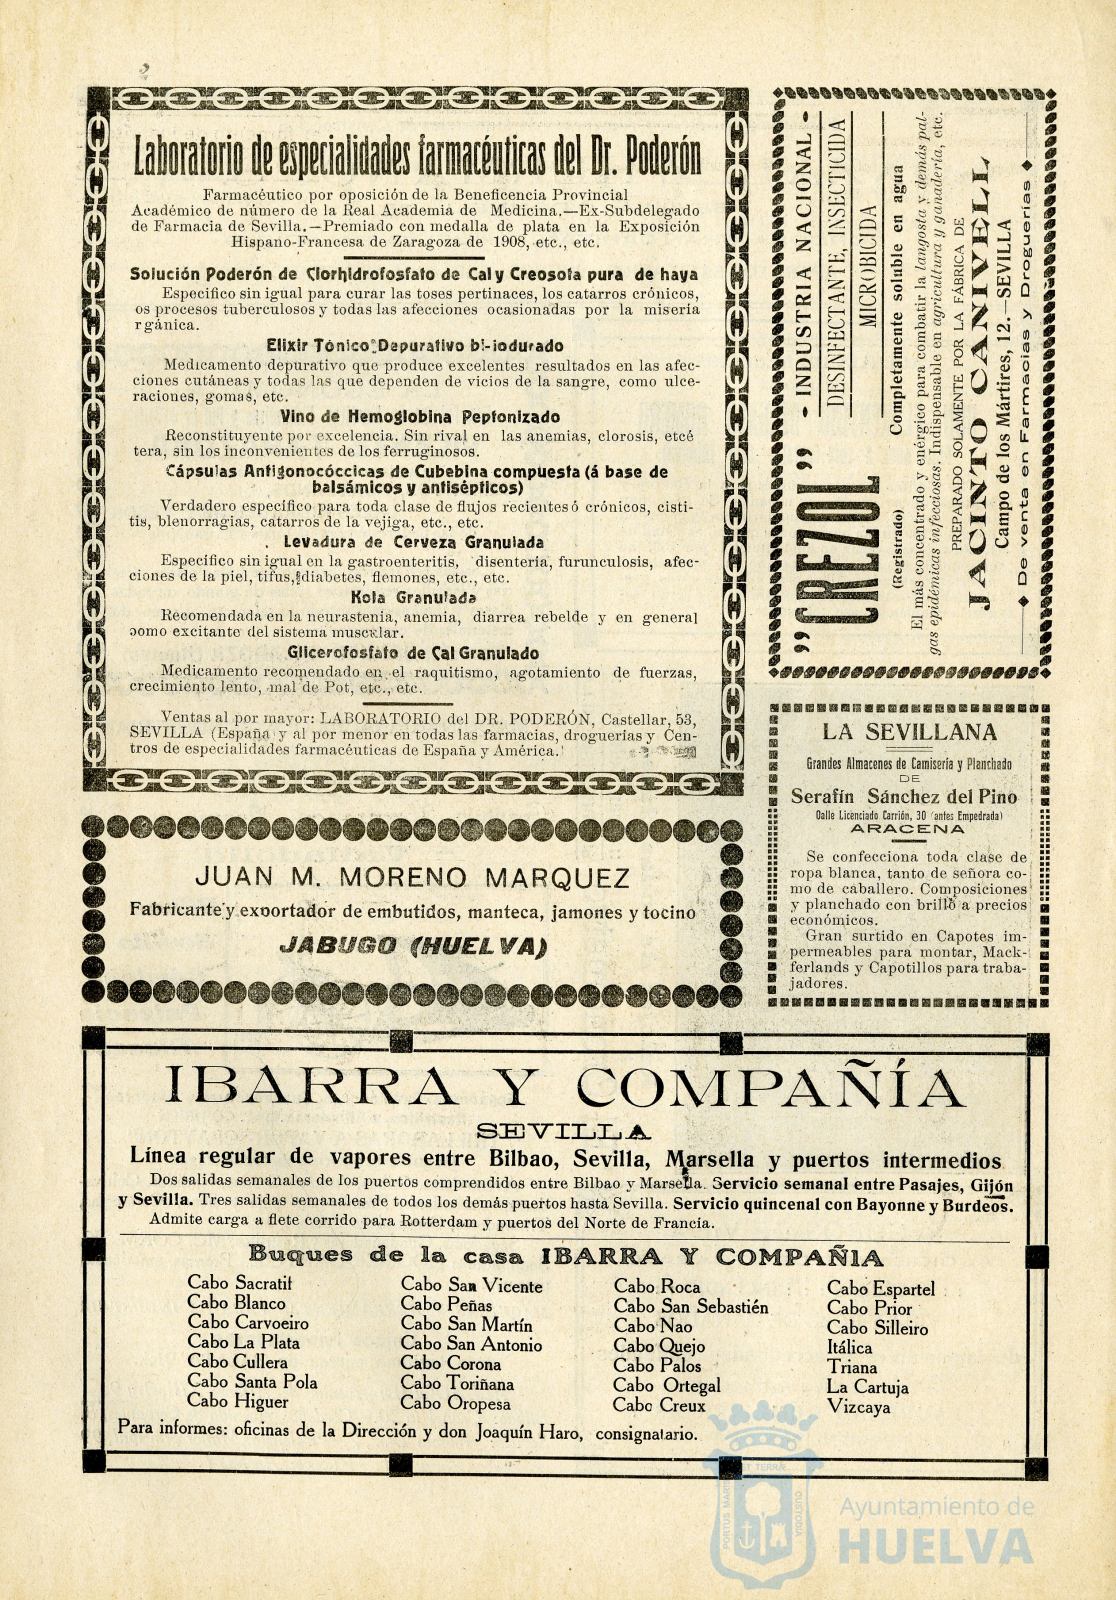 Laboratorio de especialidades farmacéuticas del Dr. Poderón
Farmacéutico por oposición de la Beneficencia Provincial
Académico de número de la Real Academia de Medicina.—Ex-Subdelegado
de Farmacia de Sevilla.—Premiado con medalla de plata en la Exposición
Hispano-Francesa de Zaragoza de 1908, etc., etc.
Solución Poderón de Clorhidrofosfato de Cal y Creosota pura de haya
Especifico sin igual para curar las toses pertinaces, los catarros crónicos,
os procesos tuberculosos y todas las afecciones ocasionadas por la miseria
rgánica.
Elixir Tónico Depurativo bi-iodurado
Medicamento depurativo que produce excelentes resultados en las afec-
ciones cutáneas y todas las que dependen de vicios de la sangre, como ulce-
raciones, gomas, etc.
Vino de Hemoglobina Peptonizado
Reconstituyente por excelencia. Sin rival en las anemias, clorosis, etcé
tera, sin los inconvenientes de los ferruginosos.
Cápsulas Antigonocóccicas de Cubebina compuesta (á base de
balsámicos y antisépticos)
Verdadero específico para toda clase de flujos recientes ó crónicos, cisti-
tis, blenorragias, catarros de la vejiga, etc., etc.
Levadura de Cerveza Granulada
Específico sin igual en la gastroenteritis, disentería, furunculosis, afec-
ciones de la piel, tifus, diabetes, flemones, etc., etc.
Kola Granulada
Recomendada en la neurastenia, anemia, diarrea rebelde y en general
como excitante del sistema muscular.
Glicerofosfato de Cal Granulado
Medicamento recomendado en el raquitismo, agotamiento de fuerzas,
crecimiento lento, mal de Pot, etc., etc.
Ventas al por mayor: LABORATORIO del DR. PODERÓN, Castellar, 53,
SEVILLA (España y al por menor en todas las farmacias, droguerías y Cen-
tros de especialidades farmacéuticas de España y América.
„CREZOL”
(Registrado)
- INDUSTRIA NACIONAL -
DESINFECTANTE, INSECTICIDA
MICROBICIDA
Completamente soluble en agua
El más concentrado y enérgico para combatir la langosta y demás pal-
gas epidémicas infecciosas. Indispensable en agricultura y ganadería, etc.
PREPARADO SOLAMENTE POR LA FÁBRICA DE
JACINTO CANIVELL
Campo de los Mártires, 12.—SEVILLA
◆ De venta en Farmacias y Droguerías ◆
LA SEVILLANA
Grandes Almacenes de Camisería y Planchado
DE
Serafín Sánchez del Pino
Calle Licenciado Carrión, 30 (antes Empedrada)
ARACENA
Se confecciona toda clase de
ropa blanca, tanto de señora co-
mo de caballero. Composiciones
y planchado con brillo a precios
económicos.
Gran surtido en Capotes im-
permeables para montar, Mack-
ferlands y Capotillos para traba-
jadores.
JUAN M. MORENO MARQUEZ
Fabricante y exportador de embutidos, manteca, jamones y tocino
JABUGO (HUELVA)
IBARRA Y COMPAÑÍA
SEVILLA
Línea regular de vapores entre Bilbao, Sevilla, Marsella y puertos intermedios
Dos salidas semanales de los puertos comprendidos entre Bilbao y Marsella. Servicio semanal entre Pasajes, Gijón
y Sevilla. Tres salidas semanales de todos los demás puertos hasta Sevilla. Servicio quincenal con Bayonne y Burdeos.
Admite carga a flete corrido para Rotterdam y puertos del Norte de Francia.
Buques de la casa IBARRA Y COMPAÑIA
Cabo Sacratif
Cabo Blanco
Cabo Carvoeiro
Cabo La Plata
Cabo Cullera
Cabo Santa Pola
Cabo Higuer
Cabo San Vicente
Cabo Peñas
Cabo San Martín
Cabo San Antonio
Cabo Corona
Cabo Toriñana
Cabo Oropesa
Cabo Roca
Cabo San Sebastién
Cabo Nao
Cabo Quejo
Cabo Palos
Cabo Ortegal
Cabo Creux
Cabo Espartel
Cabo Prior
Cabo Silleiro
Itálica
Triana
La Cartuja
Vizcaya
Para informes: oficinas de la Dirección y don Joaquín Haro, consignatario.
PORTUS MARIS
ET TERRÆ
CUSTODIA
Ayuntamiento de
HUELVA